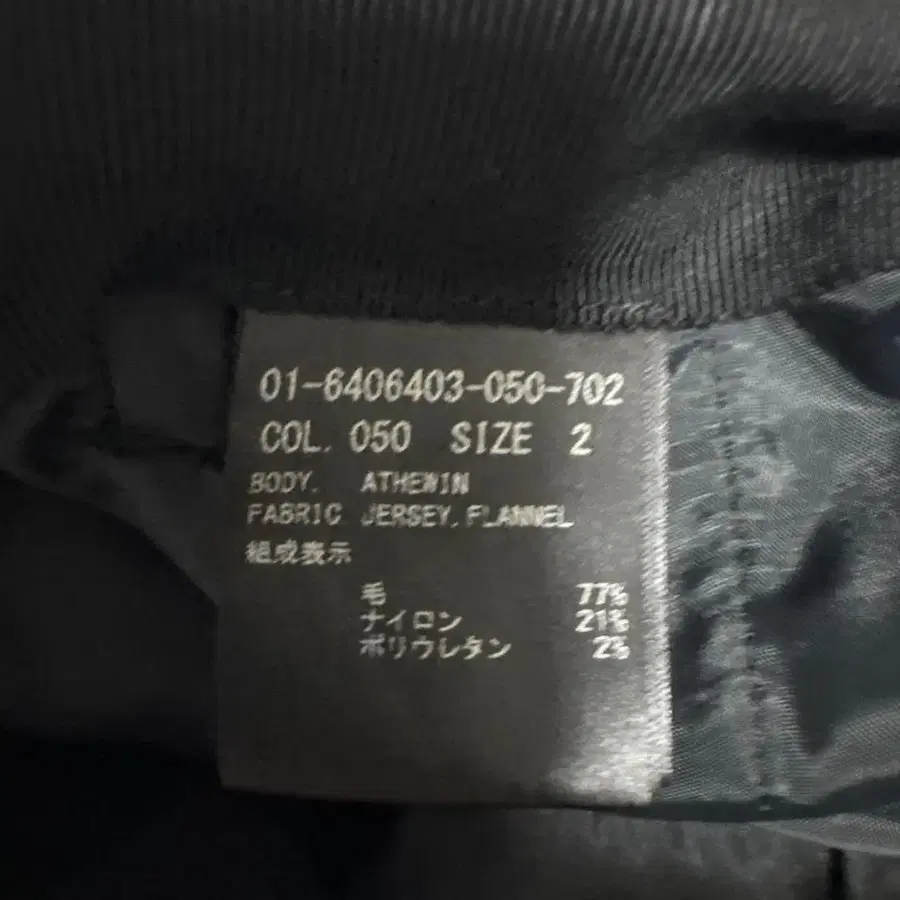 01-6406403-050-702
COL. 050 SIZE 2
BODY. ATHEWIN
FABRIC JERSEY.FLANNEL
組成表示
毛 77%
ナイロン 21%
ポリウレタン 2%